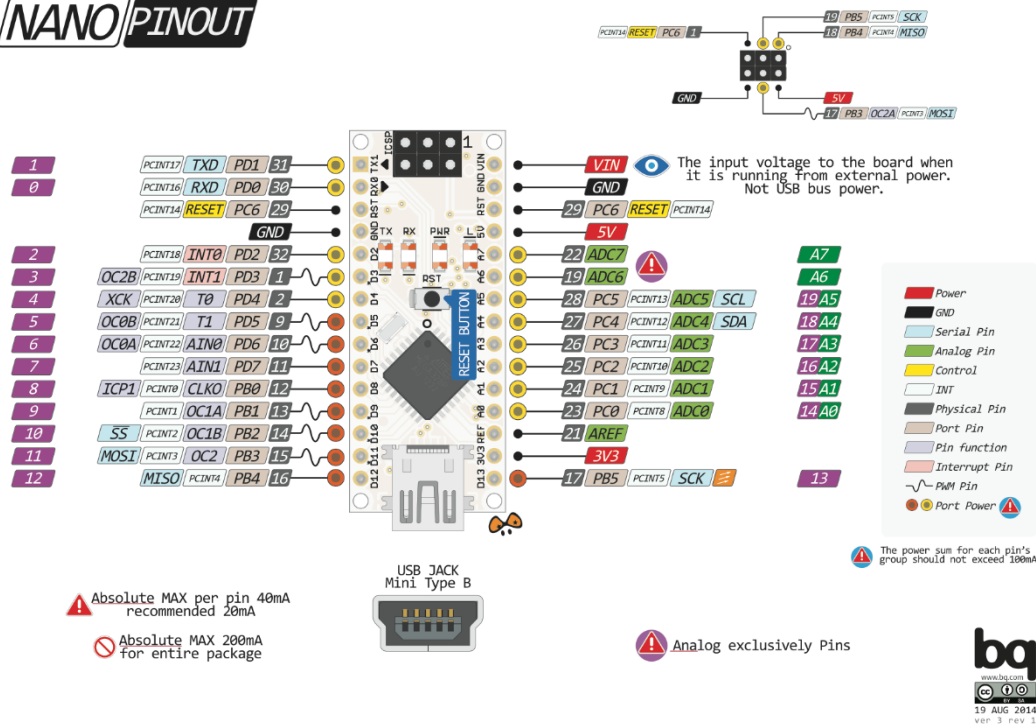 NANO PINOUT
19 PB5 PCINT5 SCK
18 PB4 PCINT4 MISO
PCINT14 RESET PC6 1
GND
5V
17 PB3 OC2A PCINT3 MOSI
1 PCINT17 TXD PD1 31
0 PCINT16 RXD PD0 30
PCINT14 RESET PC6 29
GND
2 PCINT18 INT0 PD2 32
3 OC2B PCINT19 INT1 PD3 1
4 XCK PCINT20 T0 PD4 2
5 OC0B PCINT21 T1 PD5 9
6 OC0A PCINT22 AIN0 PD6 10
7 PCINT23 AIN1 PD7 11
8 ICP1 PCINT0 CLKO PB0 12
9 PCINT1 OC1A PB1 13
10 SS PCINT2 OC1B PB2 14
11 MOSI PCINT3 OC2 PB3 15
12 MISO PCINT4 PB4 16
ICSP
1
TX1
RX0
RST
GND
D2
D3
D4
D5
D6
D7
D8
D9
D10
D11
D12
TX RX PWR L
RST
RESET BUTTON
VIN
GND
RST
5V
A7
A6
A5
A4
A3
A2
A1
A0
REF
3V3
D13
VIN
The input voltage to the board when
it is running from external power.
Not USB bus power.
GND
29 PC6 RESET PCINT14
5V
22 ADC7 A7
19 ADC6 A6
28 PC5 PCINT13 ADC5 SCL 19 A5
27 PC4 PCINT12 ADC4 SDA 18 A4
26 PC3 PCINT11 ADC3 17 A3
25 PC2 PCINT10 ADC2 16 A2
24 PC1 PCINT9 ADC1 15 A1
23 PC0 PCINT8 ADC0 14 A0
21 AREF
3V3
17 PB5 PCINT5 SCK 13
Power
GND
Serial Pin
Analog Pin
Control
INT
Physical Pin
Port Pin
Pin function
Interrupt Pin
PWM Pin
Port Power
The power sum for each pin's
group should not exceed 100mA
USB JACK
Mini Type B
Absolute MAX per pin 40mA
recommended 20mA
Absolute MAX 200mA
for entire package
Analog exclusively Pins
bq
www.bq.com
cc BY SA
19 AUG 2014
ver 3 rev 1